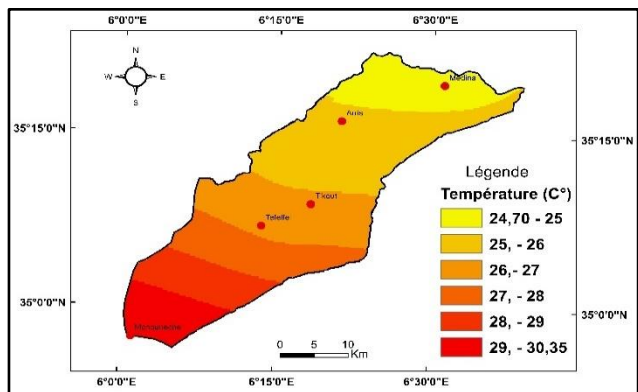 6°0'0"E 6°15'0"E 6°30'0"E
N
W E
S
Medina
Arris
35°15'0"N 35°15'0"N
Légende
Température (C°)
T'kout
24,70 - 25
Teleffe
25, - 26
26,- 27
27, - 28
35°0'0"N 35°0'0"N
28, - 29
0 5 10
Km
29, - 30,35
6°0'0"E 6°15'0"E 6°30'0"E